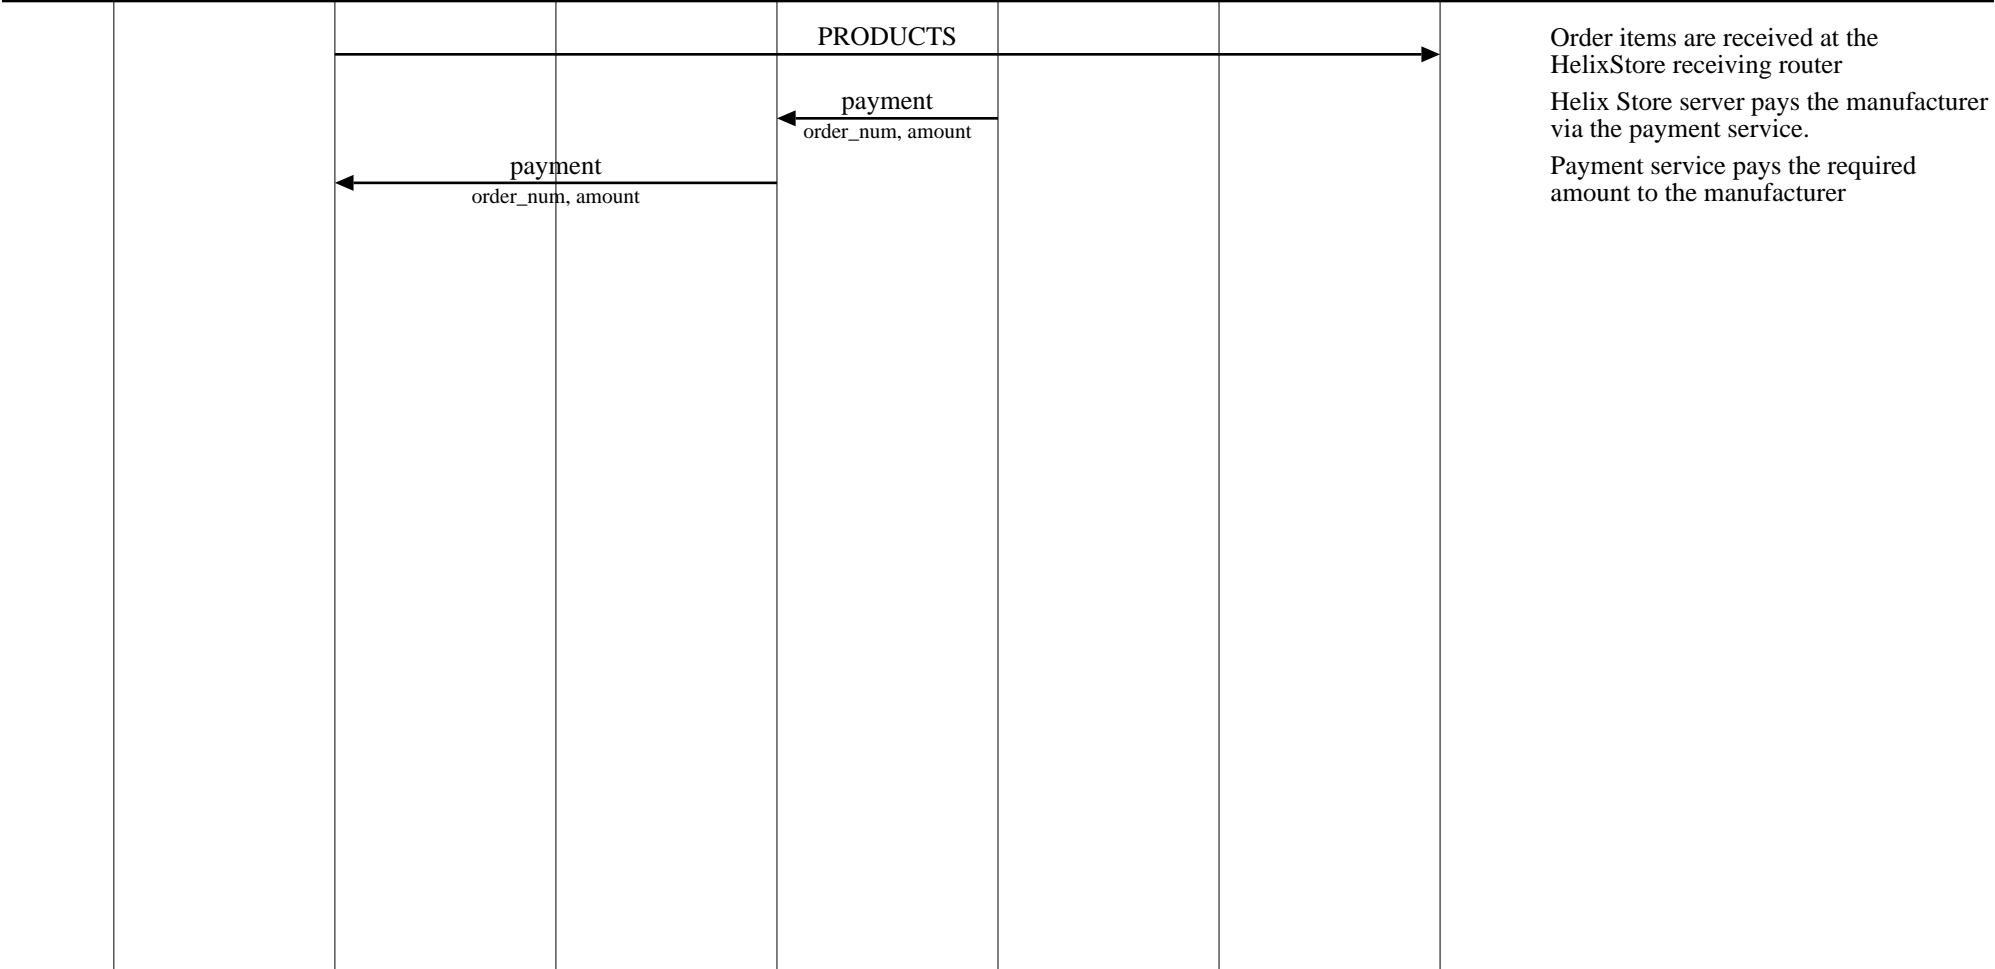 PRODUCTS
Order items are received at the
HelixStore receiving router
payment
order_num, amount
Helix Store server pays the manufacturer
via the payment service.
payment
order_num, amount
Payment service pays the required
amount to the manufacturer